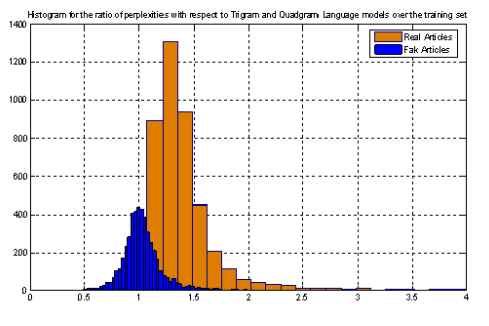 Histogram for the ratio of perplexities with respect to Trigram and Quadgram Language models over the training set
1400
1200
1000
800
600
400
200
0
0 0.5 1 1.5 2 2.5 3 3.5 4
Real Articles
Fak Articles